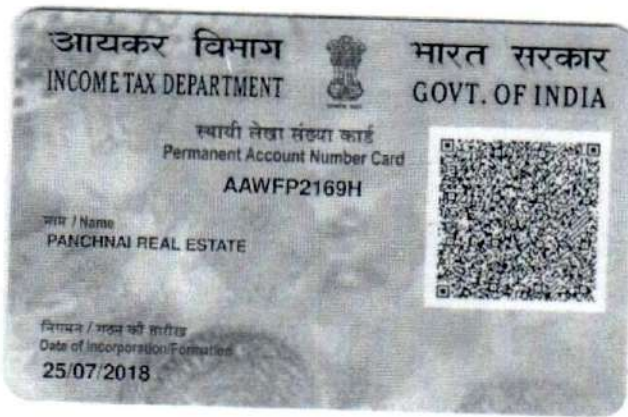 आयकर विभाग
INCOME TAX DEPARTMENT
भारत सरकार
GOVT. OF INDIA
स्थायी लेखा संख्या कार्ड
Permanent Account Number Card
AAWFP2169H
नाम / Name
PANCHNAI REAL ESTATE
निगमन / गठन की तारीख
Date of Incorporation/Formation
25/07/2018